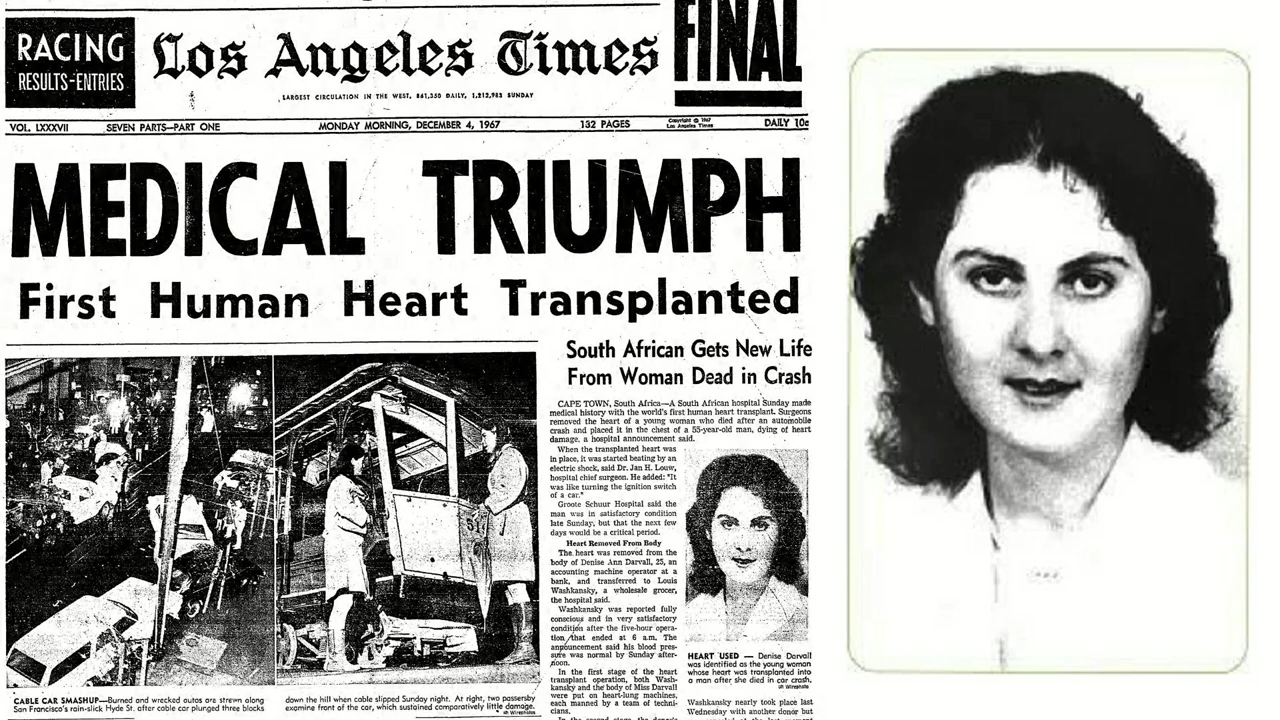 RACING
RESULTS-ENTRIES
Los Angeles Times
FINAL
LARGEST CIRCULATION IN THE WEST, 861,350 DAILY, 1,212,983 SUNDAY
VOL. LXXXVII
SEVEN PARTS—PART ONE
MONDAY MORNING, DECEMBER 4, 1967
132 PAGES
Copyright © 1967
Los Angeles Times
DAILY 10c
MEDICAL TRIUMPH
First Human Heart Transplanted
CABLE CAR SMASHUP—Burned and wrecked autos are strewn along
San Francisco's rain-slick Hyde St. after cable car plunged three blocks
down the hill when cable slipped Sunday night. At right, two passersby
examine front of the car, which sustained comparatively little damage.
Wirephotos
South African Gets New Life
From Woman Dead in Crash
CAPE TOWN, South Africa—A South African hospital Sunday made
medical history with the world's first human heart transplant. Surgeons
removed the heart of a young woman who died after an automobile
crash and placed it in the chest of a 55-year-old man, dying of heart
damage, a hospital announcement said.
When the transplanted heart was
in place, it was started beating by an
electric shock, said Dr. Jan H. Louw,
hospital chief surgeon. He added: "It
was like turning the ignition switch
of a car."
Groote Schuur Hospital said the
man was in satisfactory condition
late Sunday, but that the next few
days would be a critical period.
Heart Removed From Body
The heart was removed from the
body of Denise Ann Darvall, 25, an
accounting machine operator at a
bank, and transferred to Louis
Washkansky, a wholesale grocer,
the hospital said.
Washkansky was reported fully
conscious and in very satisfactory
condition after the five-hour opera-
tion that ended at 6 a.m. The
announcement said his blood pres-
sure was normal by Sunday after-
noon.
In the first stage of the heart
transplant operation, both Wash-
kansky and the body of Miss Darvall
were put on heart-lung machines,
each manned by a team of techni-
cians.
HEART USED — Denise Darvall
was identified as the young woman
whose heart was transplanted into
a man after she died in car crash.
Wirephoto
Washkansky nearly took place last
Wednesday with another donor but